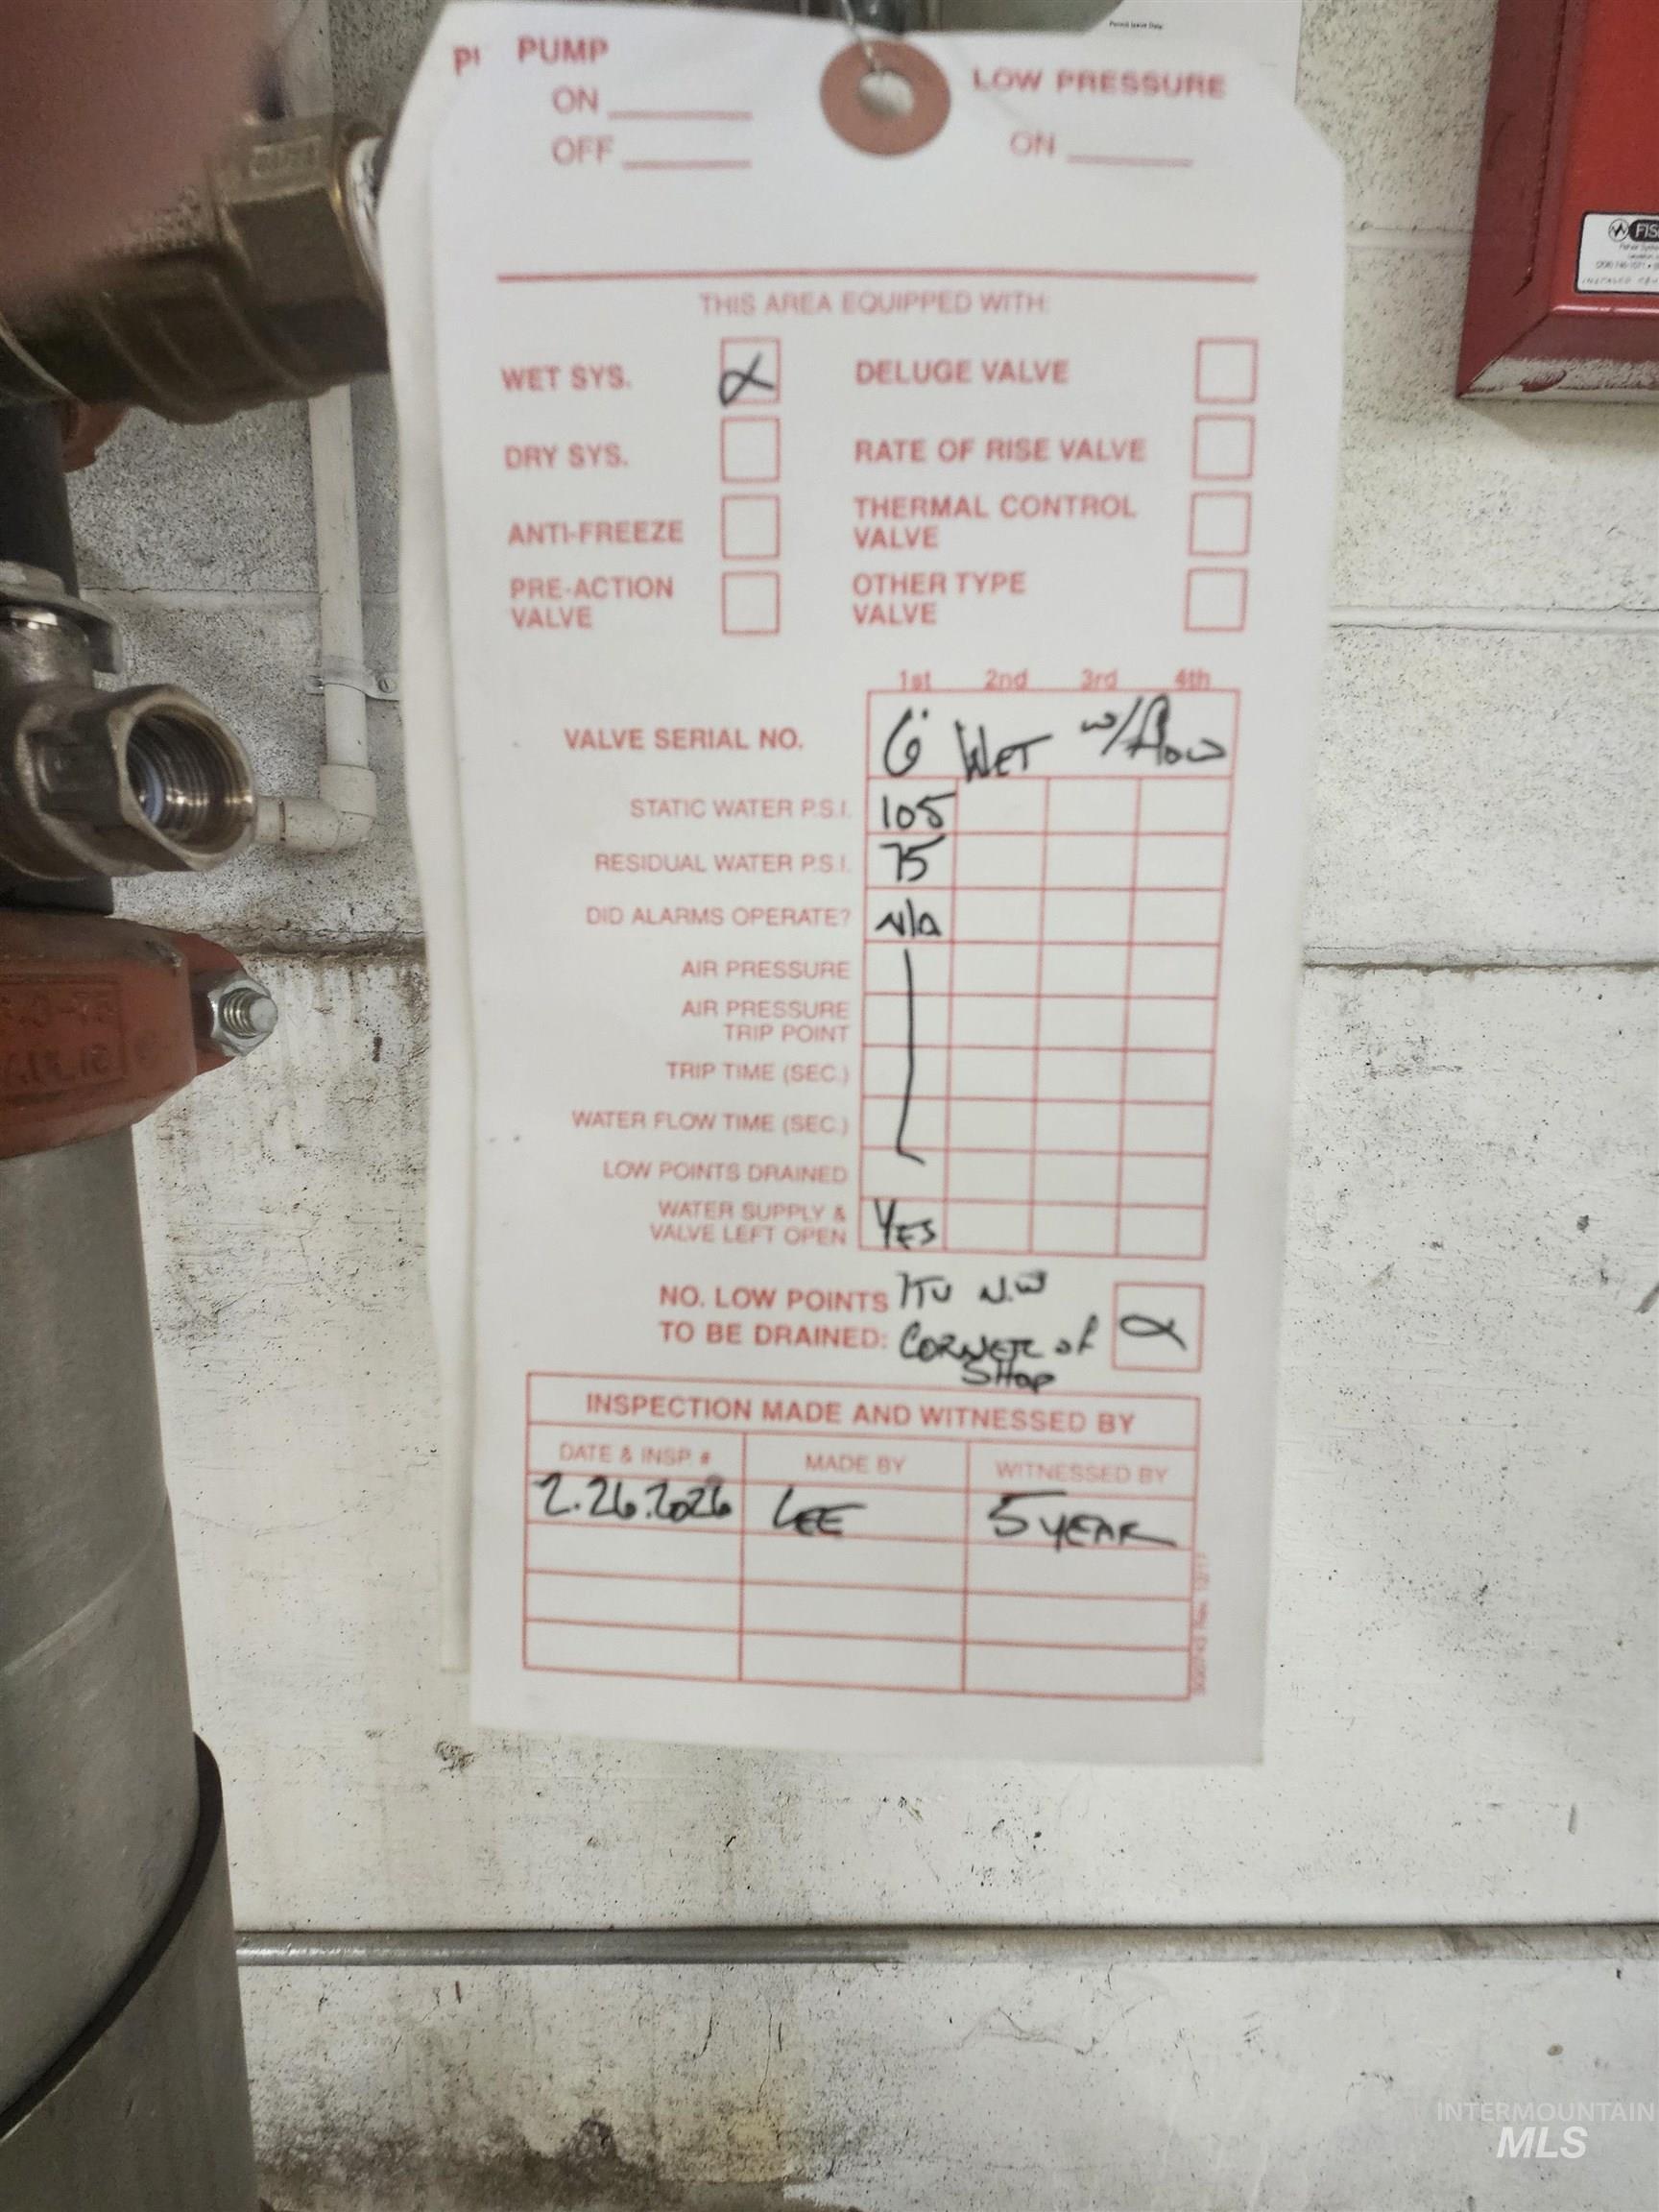 Permit Issue Date:
PUMP
LOW PRESSURE
ON
ON
OFF
FIS
THIS AREA EQUIPPED WITH:
WET SYS. X DELUGE VALVE
DRY SYS. RATE OF RISE VALVE
ANTI-FREEZE THERMAL CONTROL VALVE
PRE-ACTION VALVE OTHER TYPE VALVE
1st 2nd 3rd 4th
VALVE SERIAL NO. 6" WET w/flow
STATIC WATER P.S.I. 105
RESIDUAL WATER P.S.I. 75
DID ALARMS OPERATE? N/a
AIR PRESSURE
AIR PRESSURE
TRIP POINT
TRIP TIME (SEC.)
WATER FLOW TIME (SEC.)
LOW POINTS DRAINED
WATER SUPPLY &
VALVE LEFT OPEN YES
NO. LOW POINTS ITV N.W
TO BE DRAINED: CORNER of X
SHOP
INSPECTION MADE AND WITNESSED BY
DATE & INSP. # MADE BY WITNESSED BY
2.26.2026 LEE 5 YEAR
INTERMOUNTAIN
MLS